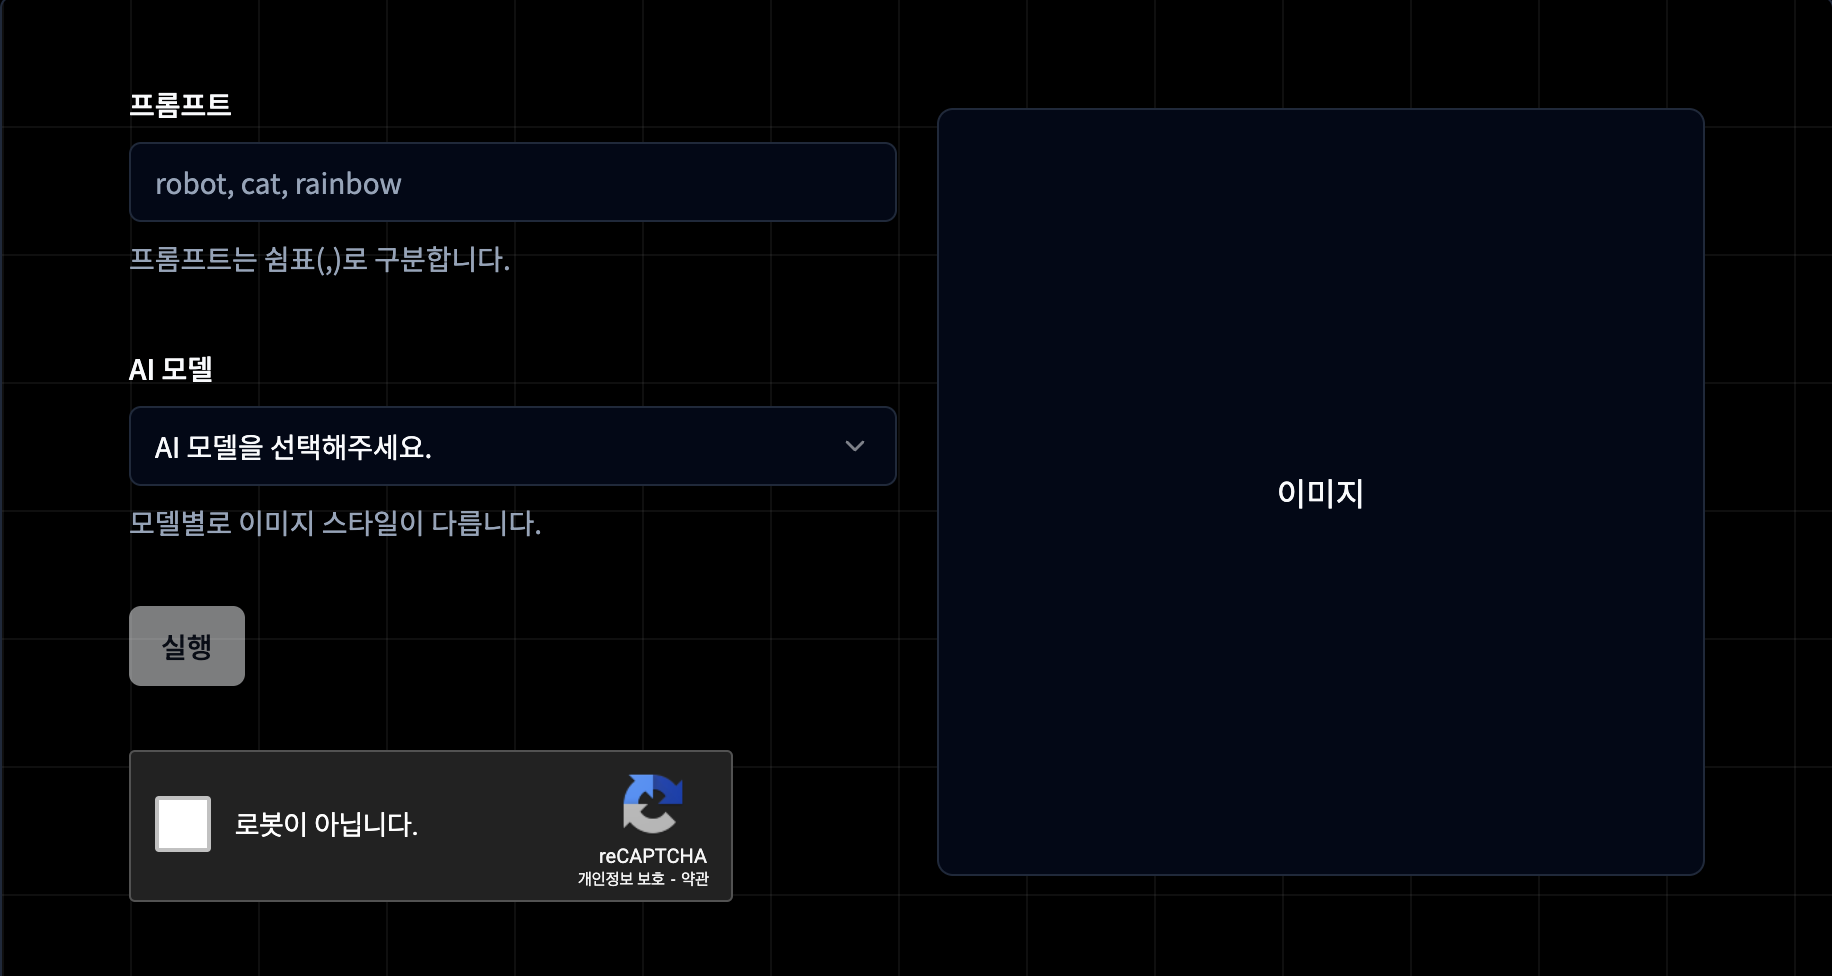 프롬프트
robot, cat, rainbow
프롬프트는 쉼표(,)로 구분합니다.
AI 모델
AI 모델을 선택해주세요.
모델별로 이미지 스타일이 다릅니다.
실행
로봇이 아닙니다.
reCAPTCHA
개인정보 보호 - 약관
이미지